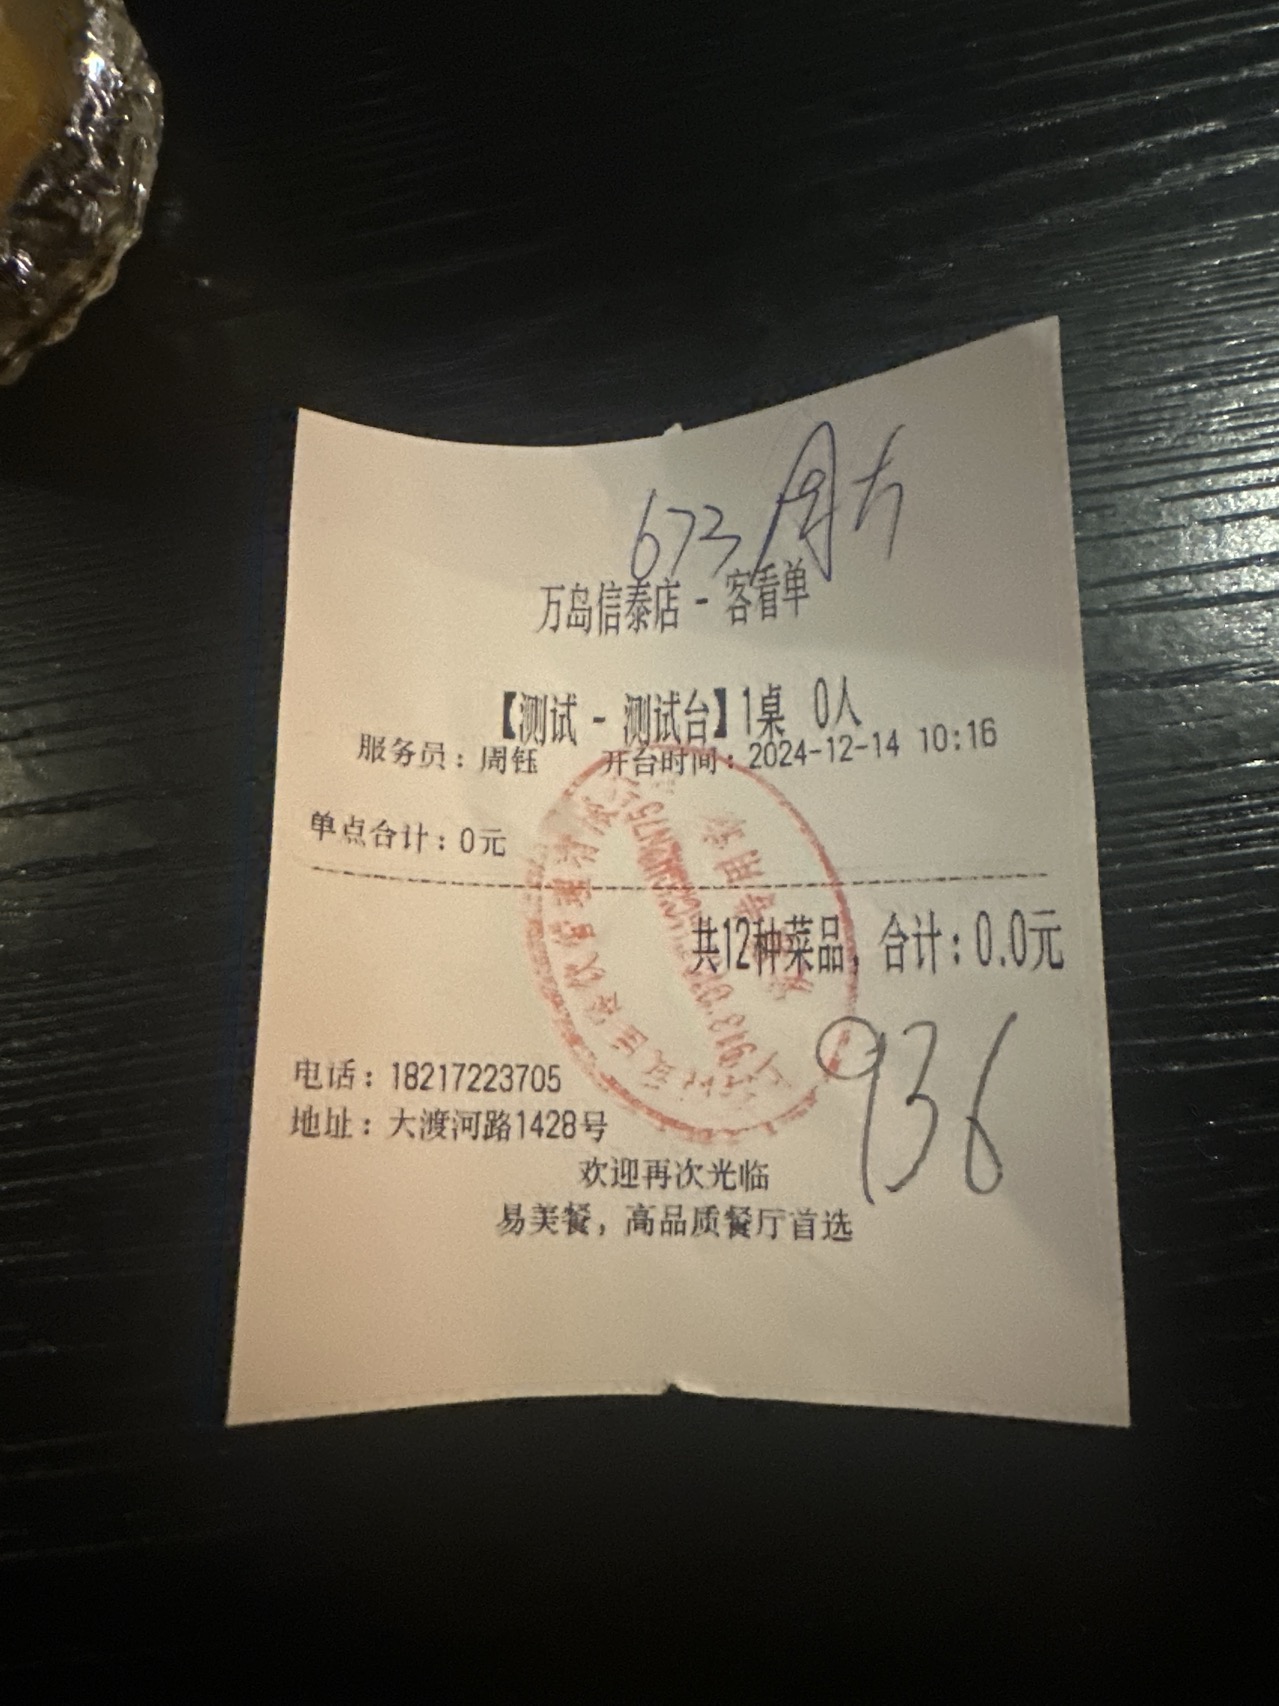 673 周六
万岛信泰店 - 客看单
【测试 - 测试台】1桌 0人
服务员：周钰 开台时间：2024-12-14 10:16
单点合计：0元
共12种菜品，合计：0.0元
936
电话：18217223705
地址：大渡河路1428号
欢迎再次光临
易美餐，高品质餐厅首选